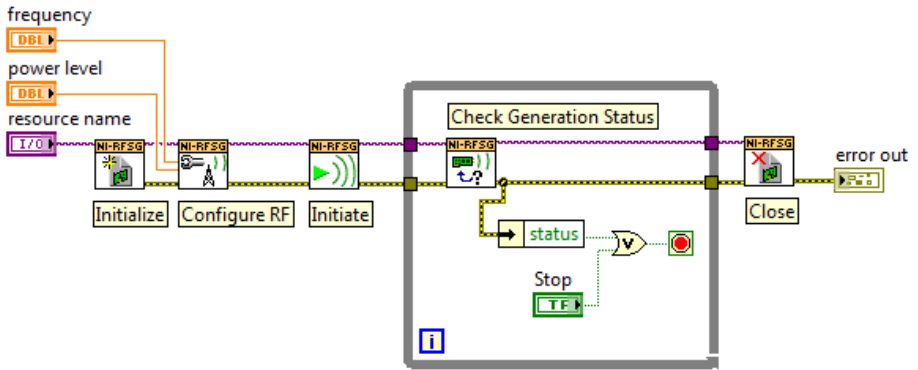 frequency
DBL
power level
DBL
resource name
I/O
NI-RFSG
NI-RFSG
NI-RFSG
Initialize
Configure RF
Initiate
Check Generation Status
NI-RFSG
?
status
V
Stop
TF
i
NI-RFSG
Close
error out